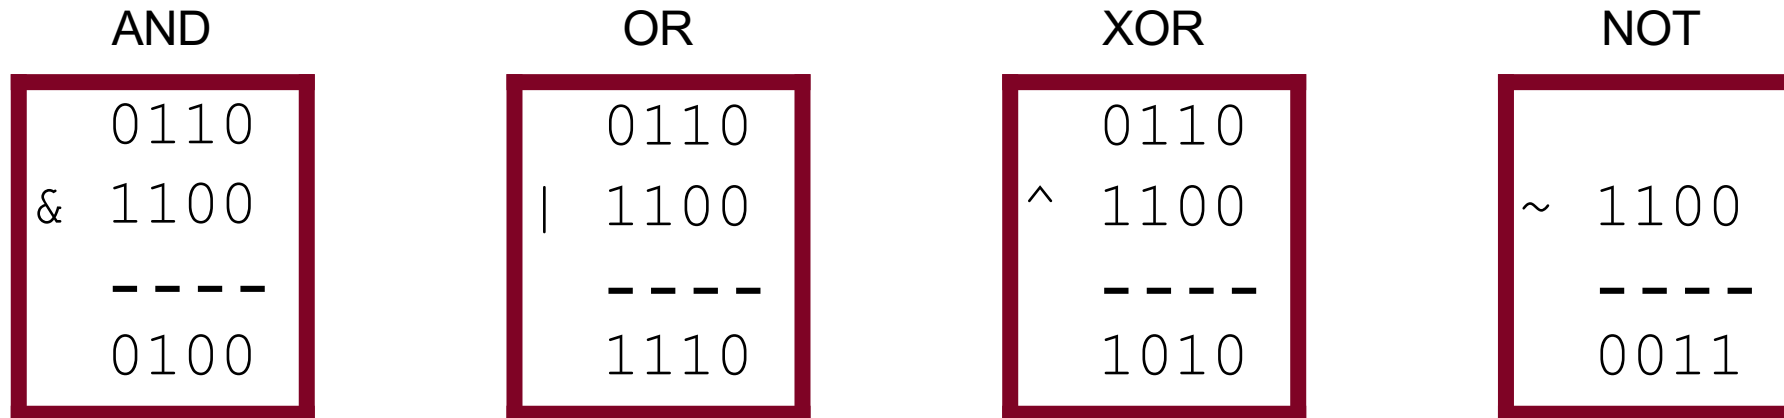 AND OR XOR NOT
0110 0110 0110
& 1100 | 1100 ^ 1100 ~ 1100
---- ---- ---- ----
0100 1110 1010 0011